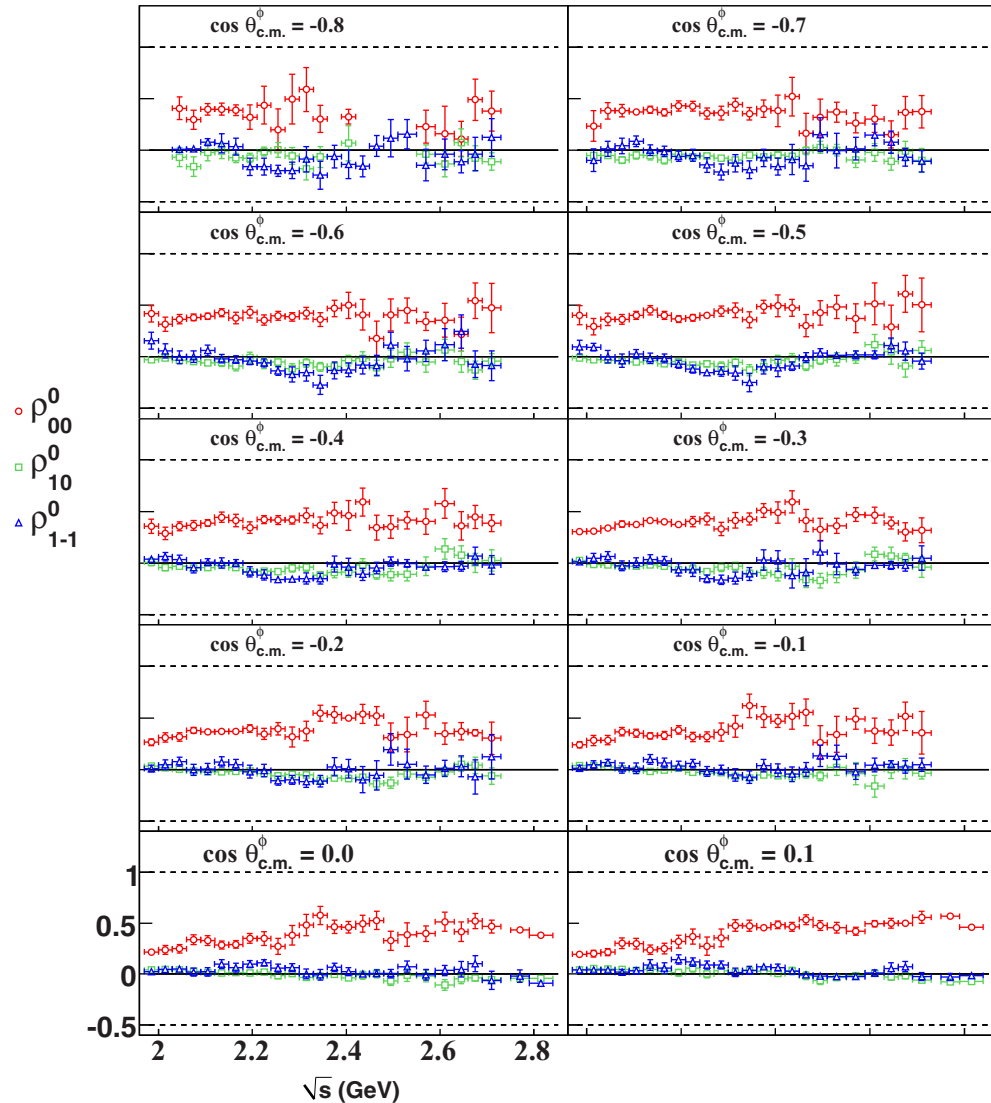 cos θ^ϕ_c.m. = -0.8
cos θ^ϕ_c.m. = -0.7
cos θ^ϕ_c.m. = -0.6
cos θ^ϕ_c.m. = -0.5
ρ^0_00
ρ^0_10
ρ^0_1-1
cos θ^ϕ_c.m. = -0.4
cos θ^ϕ_c.m. = -0.3
cos θ^ϕ_c.m. = -0.2
cos θ^ϕ_c.m. = -0.1
cos θ^ϕ_c.m. = 0.0
cos θ^ϕ_c.m. = 0.1
1
0.5
0
-0.5
2 2.2 2.4 2.6 2.8
√s (GeV)